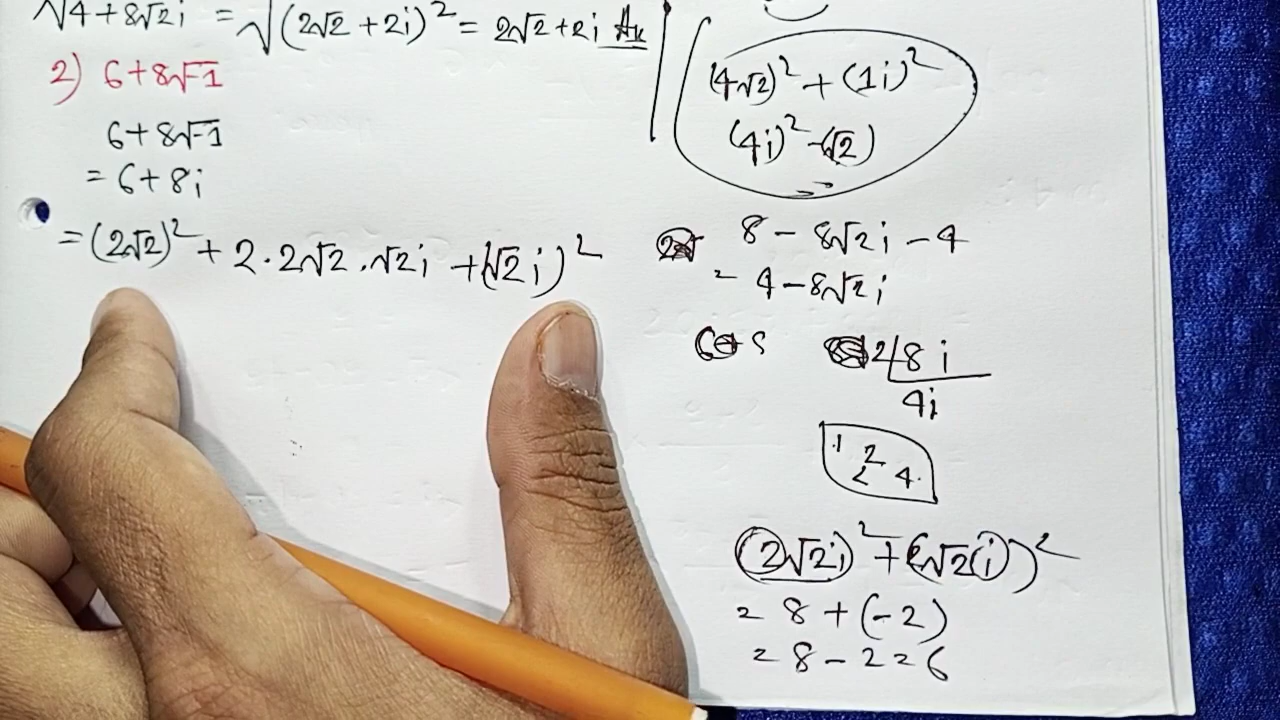 √4+8√2i = √(2√2+2i)² = 2√2+2i
2) 6+8√-1
6+8√-1
= 6+8i
= (2√2)² + 2·2√2·√2i + (√2i)²
(4√2)² + (1i)²
(4i)² - (√2)
8 - 8√2i - 4
= 4 - 8√2i
2 8i
4i
1 2 2 4
(2√2i)² + (√2(i))²
= 8 + (-2)
= 8 - 2 = 6